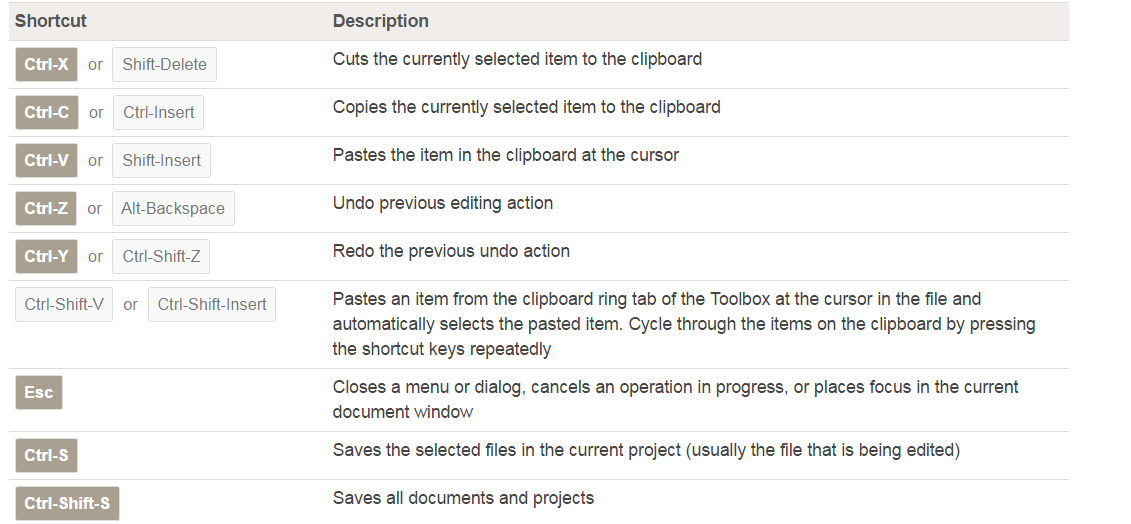 Shortcut Description
Ctrl-X or Shift-Delete Cuts the currently selected item to the clipboard
Ctrl-C or Ctrl-Insert Copies the currently selected item to the clipboard
Ctrl-V or Shift-Insert Pastes the item in the clipboard at the cursor
Ctrl-Z or Alt-Backspace Undo previous editing action
Ctrl-Y or Ctrl-Shift-Z Redo the previous undo action
Ctrl-Shift-V or Ctrl-Shift-Insert Pastes an item from the clipboard ring tab of the Toolbox at the cursor in the file and
automatically selects the pasted item. Cycle through the items on the clipboard by pressing
the shortcut keys repeatedly
Esc Closes a menu or dialog, cancels an operation in progress, or places focus in the current
document window
Ctrl-S Saves the selected files in the current project (usually the file that is being edited)
Ctrl-Shift-S Saves all documents and projects